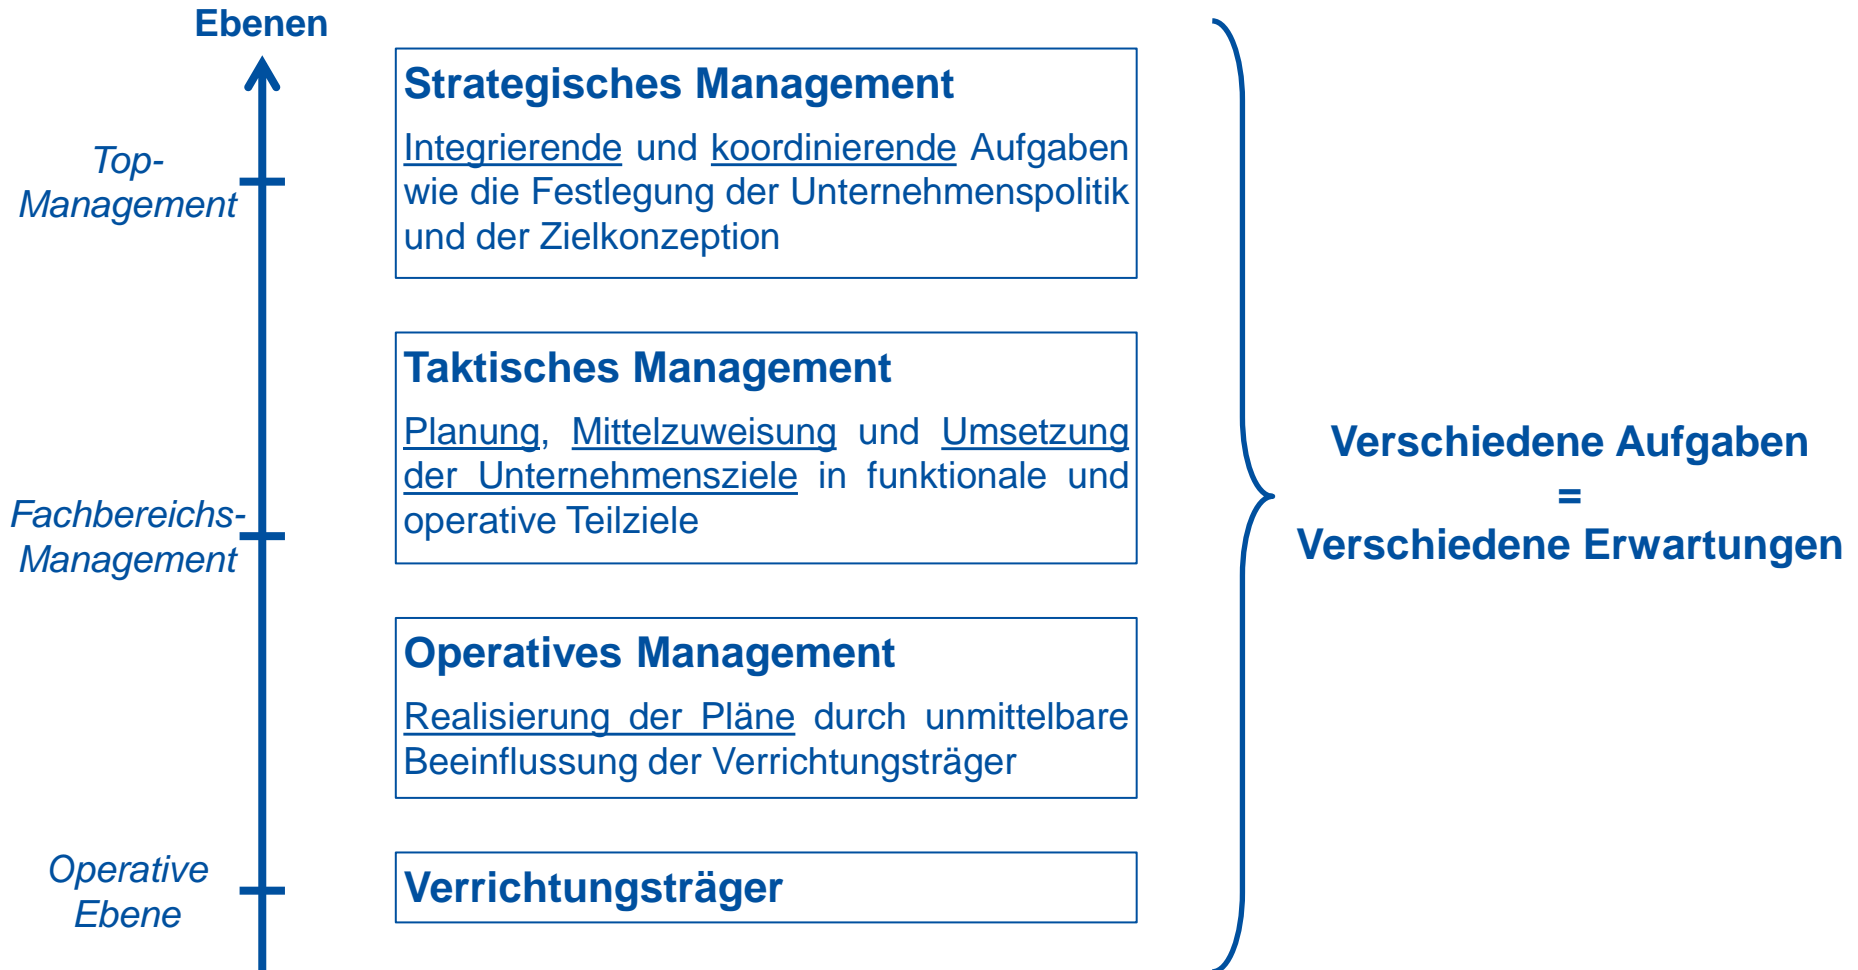 Ebenen
Top-
Management
Strategisches Management
Integrierende und koordinierende Aufgaben
wie die Festlegung der Unternehmenspolitik
und der Zielkonzeption
Fachbereichs-
Management
Taktisches Management
Planung, Mittelzuweisung und Umsetzung
der Unternehmensziele in funktionale und
operative Teilziele
Operatives Management
Realisierung der Pläne durch unmittelbare
Beeinflussung der Verrichtungsträger
Operative
Ebene
Verrichtungsträger
Verschiedene Aufgaben
=
Verschiedene Erwartungen